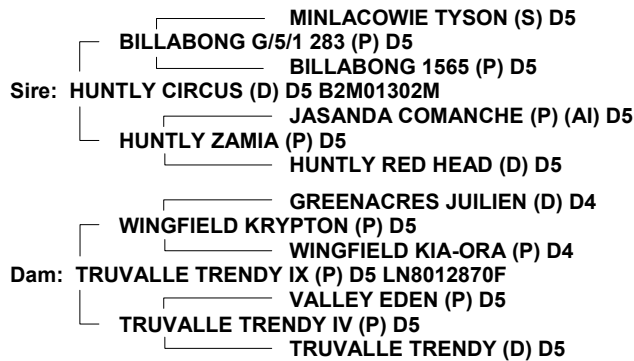 MINLACOWIE TYSON (S) D5
BILLABONG G/5/1 283 (P) D5
BILLABONG 1565 (P) D5
Sire: HUNTLY CIRCUS (D) D5 B2M01302M
JASANDA COMANCHE (P) (AI) D5
HUNTLY ZAMIA (P) D5
HUNTLY RED HEAD (D) D5
GREENACRES JUILIEN (D) D4
WINGFIELD KRYPTON (P) D5
WINGFIELD KIA-ORA (P) D4
Dam: TRUVALLE TRENDY IX (P) D5 LN8012870F
VALLEY EDEN (P) D5
TRUVALLE TRENDY IV (P) D5
TRUVALLE TRENDY (D) D5